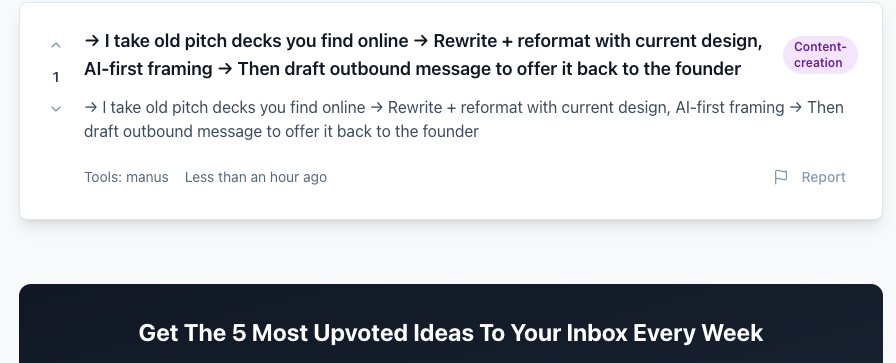 → I take old pitch decks you find online → Rewrite + reformat with current design,
AI-first framing → Then draft outbound message to offer it back to the founder
Content-
creation
1
→ I take old pitch decks you find online → Rewrite + reformat with current design, AI-first framing → Then
draft outbound message to offer it back to the founder
Tools: manus Less than an hour ago Report
Get The 5 Most Upvoted Ideas To Your Inbox Every Week